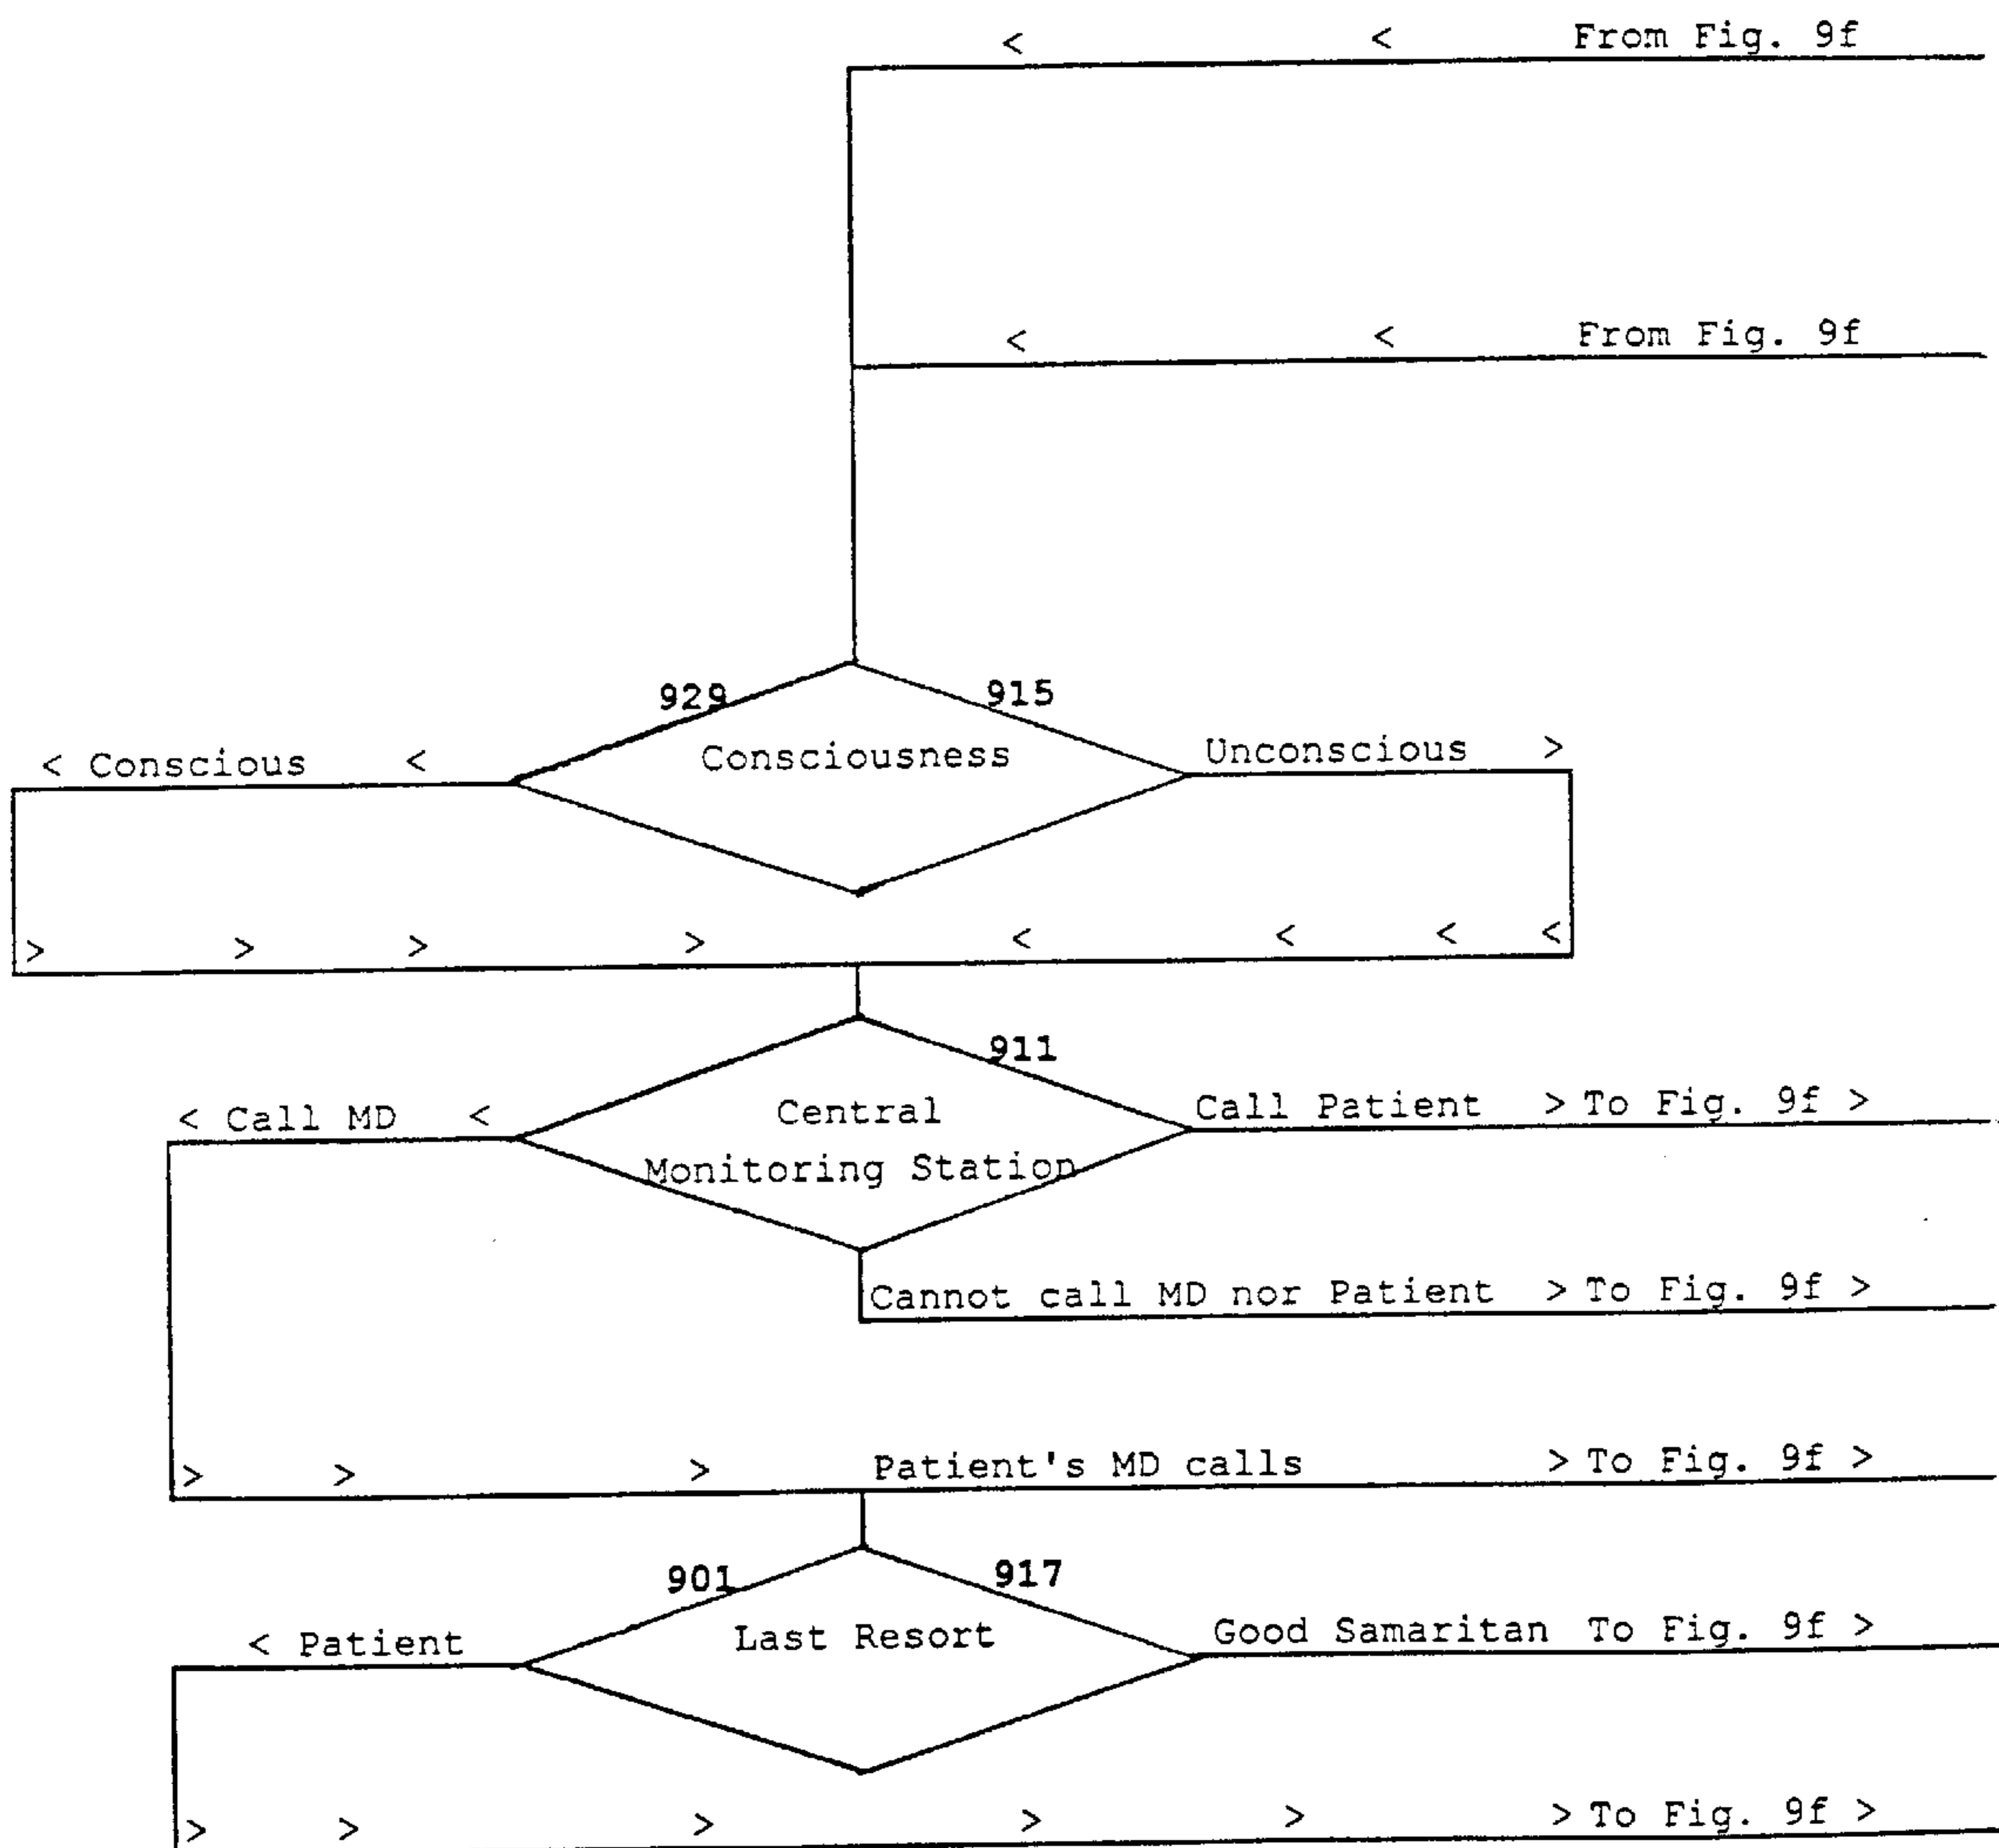 < < From Fig. 9f
< < From Fig. 9f
929 915
< Conscious < Consciousness Unconscious >
> > > > < < < <
911
< Call MD < Central Call Patient > To Fig. 9f >
Monitoring Station
Cannot call MD nor Patient > To Fig. 9f >
> > > Patient's MD calls > To Fig. 9f >
901 917
< Patient Last Resort Good Samaritan To Fig. 9f >
> > > > > > To Fig. 9f >